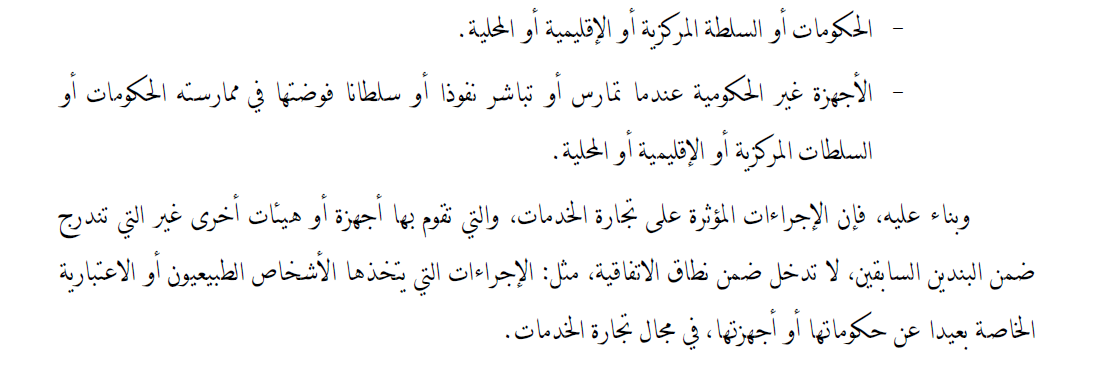 - الحكومات أو السلطة المركزية أو الإقليمية أو المحلية.
- الأجهزة غير الحكومية عندما تمارس أو تباشر نفوذا أو سلطانا فوضتها في ممارسته الحكومات أو
السلطات المركزية أو الإقليمية أو المحلية.
وبناء عليه، فإن الإجراءات المؤثرة على تجارة الخدمات، والتي تقوم بها أجهزة أو هيئات أخرى غير التي تندرج
ضمن البندين السابقين، لا تدخل ضمن نطاق الاتفاقية، مثل: الإجراءات التي يتخذها الأشخاص الطبيعيون أو الاعتبارية
الخاصة بعيدا عن حكوماتها أو أجهزتها، في مجال تجارة الخدمات.